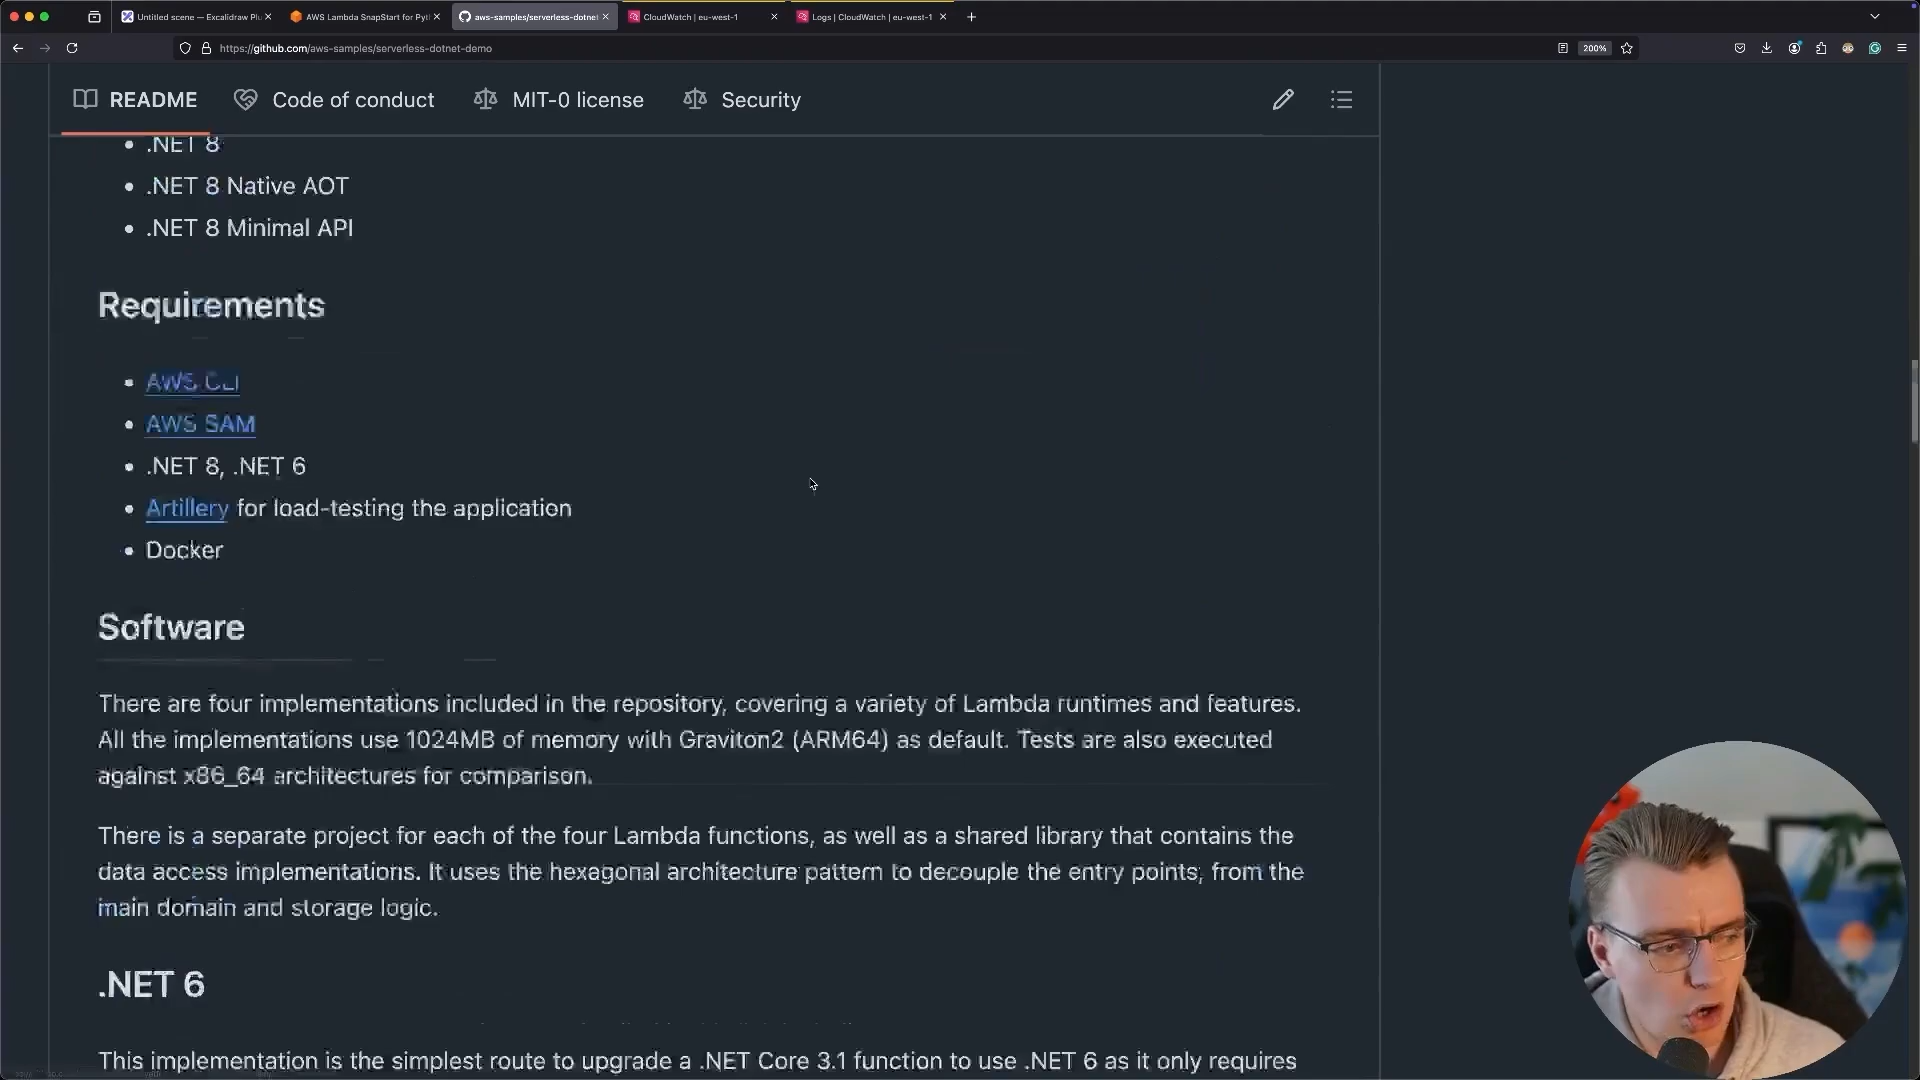 Untitled scene — Excalidraw Plu
AWS Lambda SnapStart for Pyt
aws-samples/serverless-dotnet
CloudWatch | eu-west-1
Logs | CloudWatch | eu-west-1
https://github.com/aws-samples/serverless-dotnet-demo
200%
README
Code of conduct
MIT-0 license
Security
.NET 8
.NET 8 Native AOT
.NET 8 Minimal API
Requirements
AWS CLI
AWS SAM
.NET 8, .NET 6
Artillery for load-testing the application
Docker
Software
There are four implementations included in the repository, covering a variety of Lambda runtimes and features.
All the implementations use 1024MB of memory with Graviton2 (ARM64) as default. Tests are also executed
against x86_64 architectures for comparison.
There is a separate project for each of the four Lambda functions, as well as a shared library that contains the
data access implementations. It uses the hexagonal architecture pattern to decouple the entry points, from the
main domain and storage logic.
.NET 6
This implementation is the simplest route to upgrade a .NET Core 3.1 function to use .NET 6 as it only requires